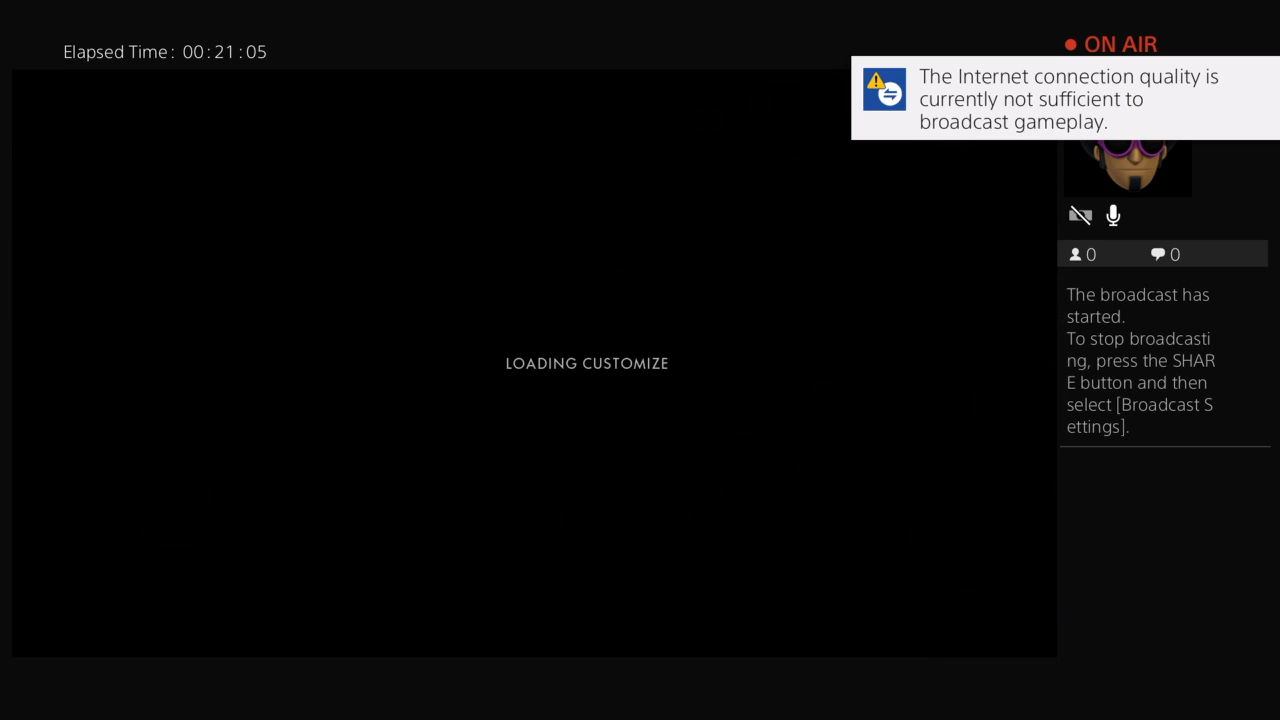 Elapsed Time: 00:21:05
ON AIR
The Internet connection quality is
currently not sufficient to
broadcast gameplay.
0
0
The broadcast has
started.
To stop broadcasti
ng, press the SHAR
E button and then
select [Broadcast S
ettings].
LOADING CUSTOMIZE